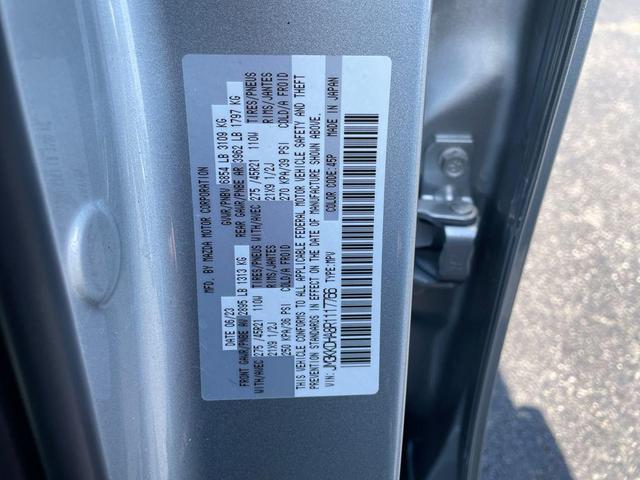 MFD. BY MAZDA MOTOR CORPORATION
DATE 06/23 GVWR/PNBV 6854 LB 3109 KG
FRONT GAWR/PNBE AV 2895 LB 1313 KG REAR GAWR/PNBE AR 3962 LB 1797 KG
WITH/AVEC 275 /45R21 110W TIRES/PNEUS WITH/AVEC 275 /45R21 110W TIRES/PNEUS
21X9 1/2J RIMS/JANTES 21X9 1/2J RIMS/JANTES
250 KPA/36 PSI COLD/A FROID 270 KPA/39 PSI COLD/A FROID
THIS VEHICLE CONFORMS TO ALL APPLICABLE FEDERAL MOTOR VEHICLE SAFETY AND THEFT
PREVENTION STANDARDS IN EFFECT ON THE DATE OF MANUFACTURE SHOWN ABOVE.
VIN: JM3KKDHA8R1117766 TYPE:MPV COLOR CODE:45P MADE IN JAPAN